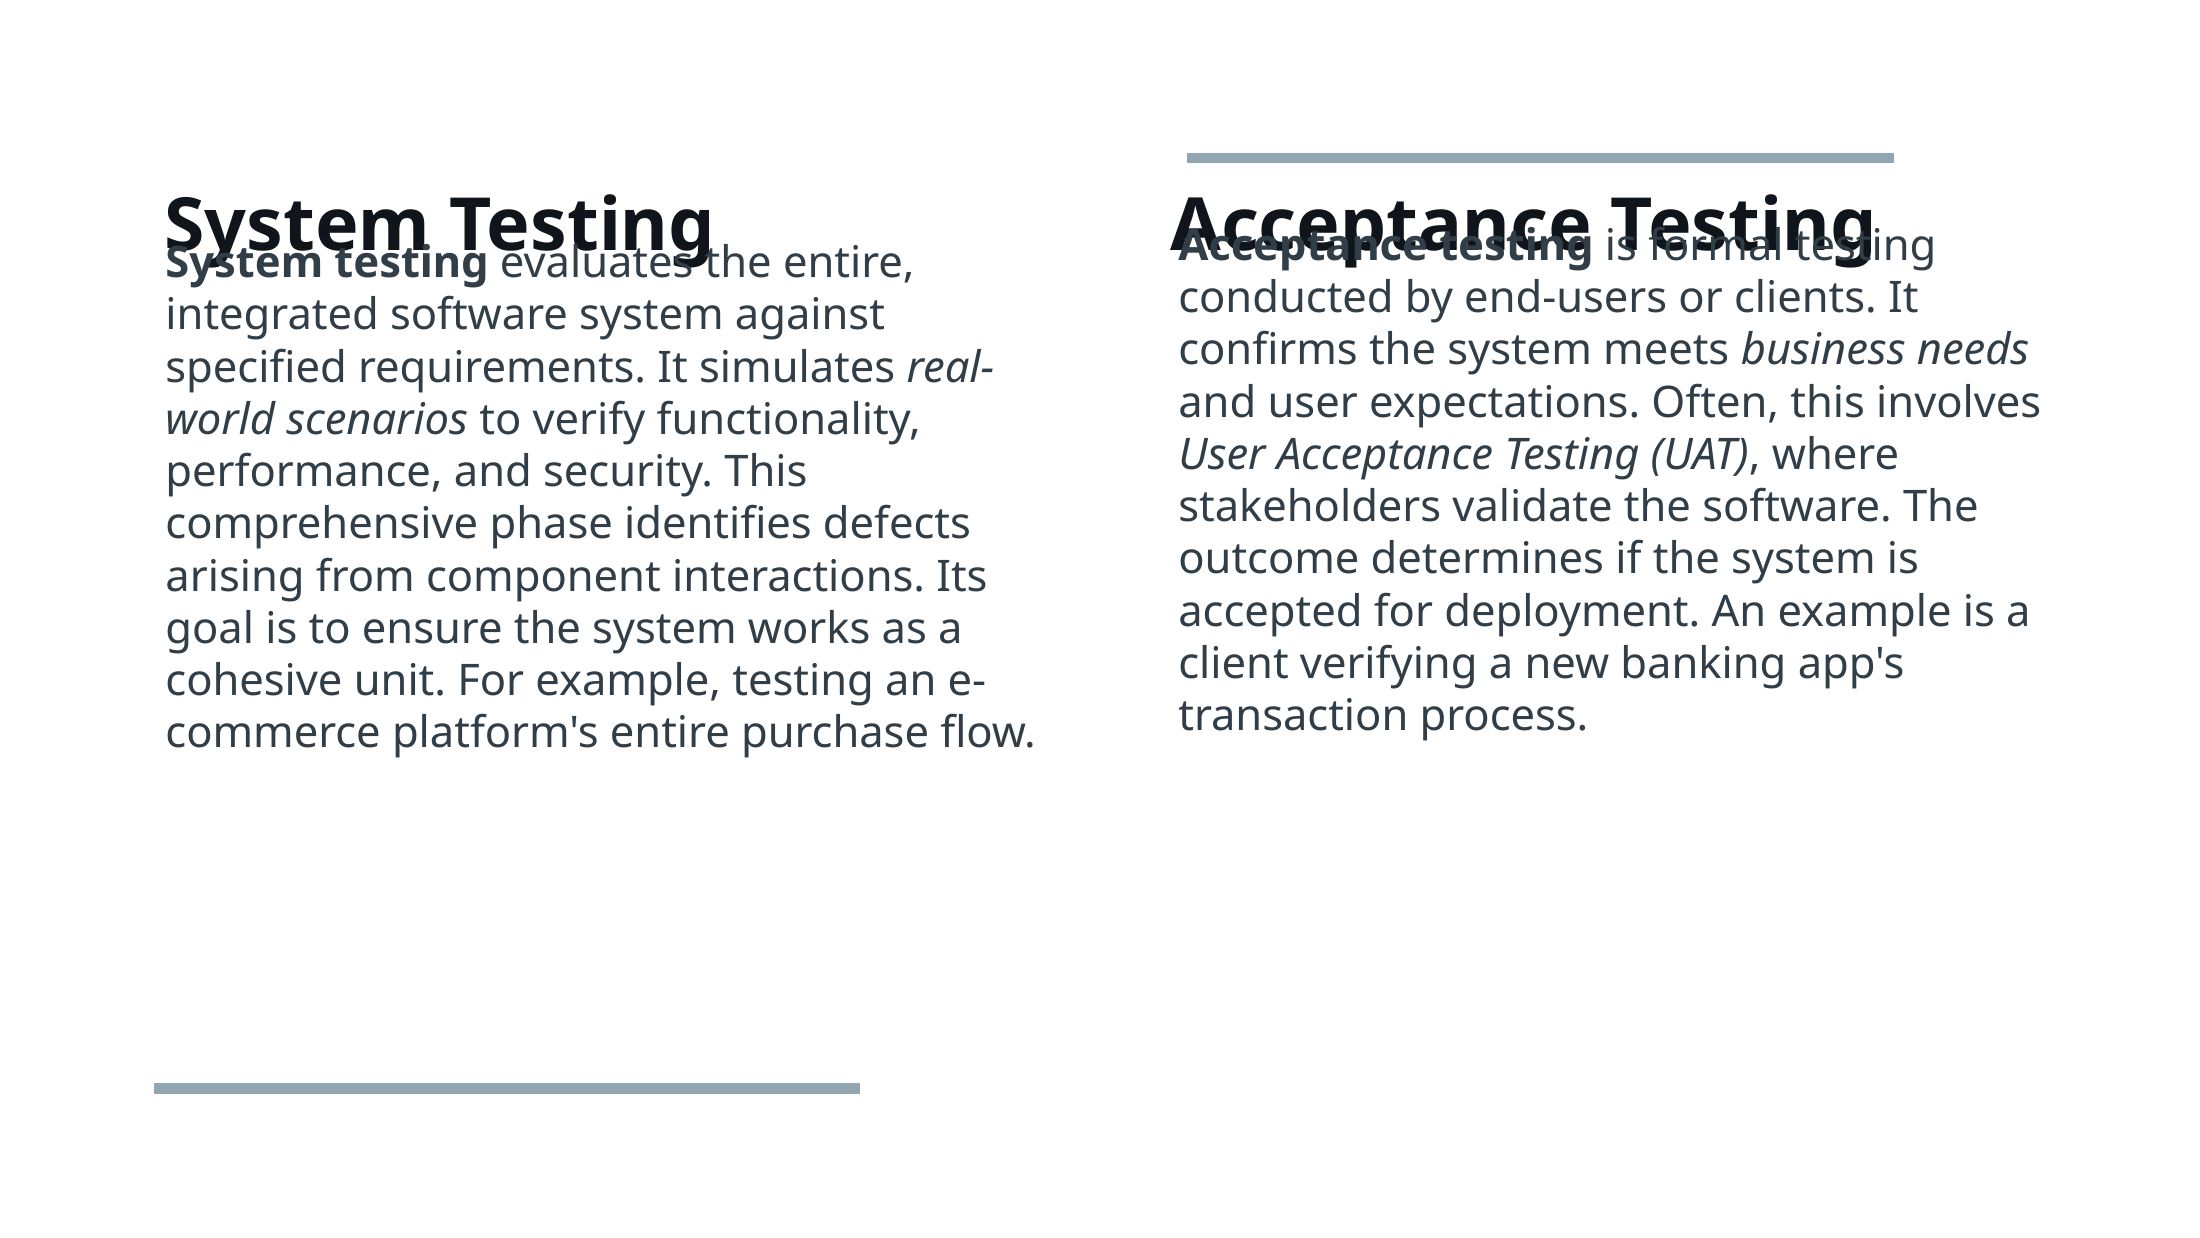 System Testing
System testing evaluates the entire,
integrated software system against
specified requirements. It simulates real-
world scenarios to verify functionality,
performance, and security. This
comprehensive phase identifies defects
arising from component interactions. Its
goal is to ensure the system works as a
cohesive unit. For example, testing an e-
commerce platform's entire purchase flow.
Acceptance Testing
Acceptance testing is formal testing
conducted by end-users or clients. It
confirms the system meets business needs
and user expectations. Often, this involves
User Acceptance Testing (UAT), where
stakeholders validate the software. The
outcome determines if the system is
accepted for deployment. An example is a
client verifying a new banking app's
transaction process.